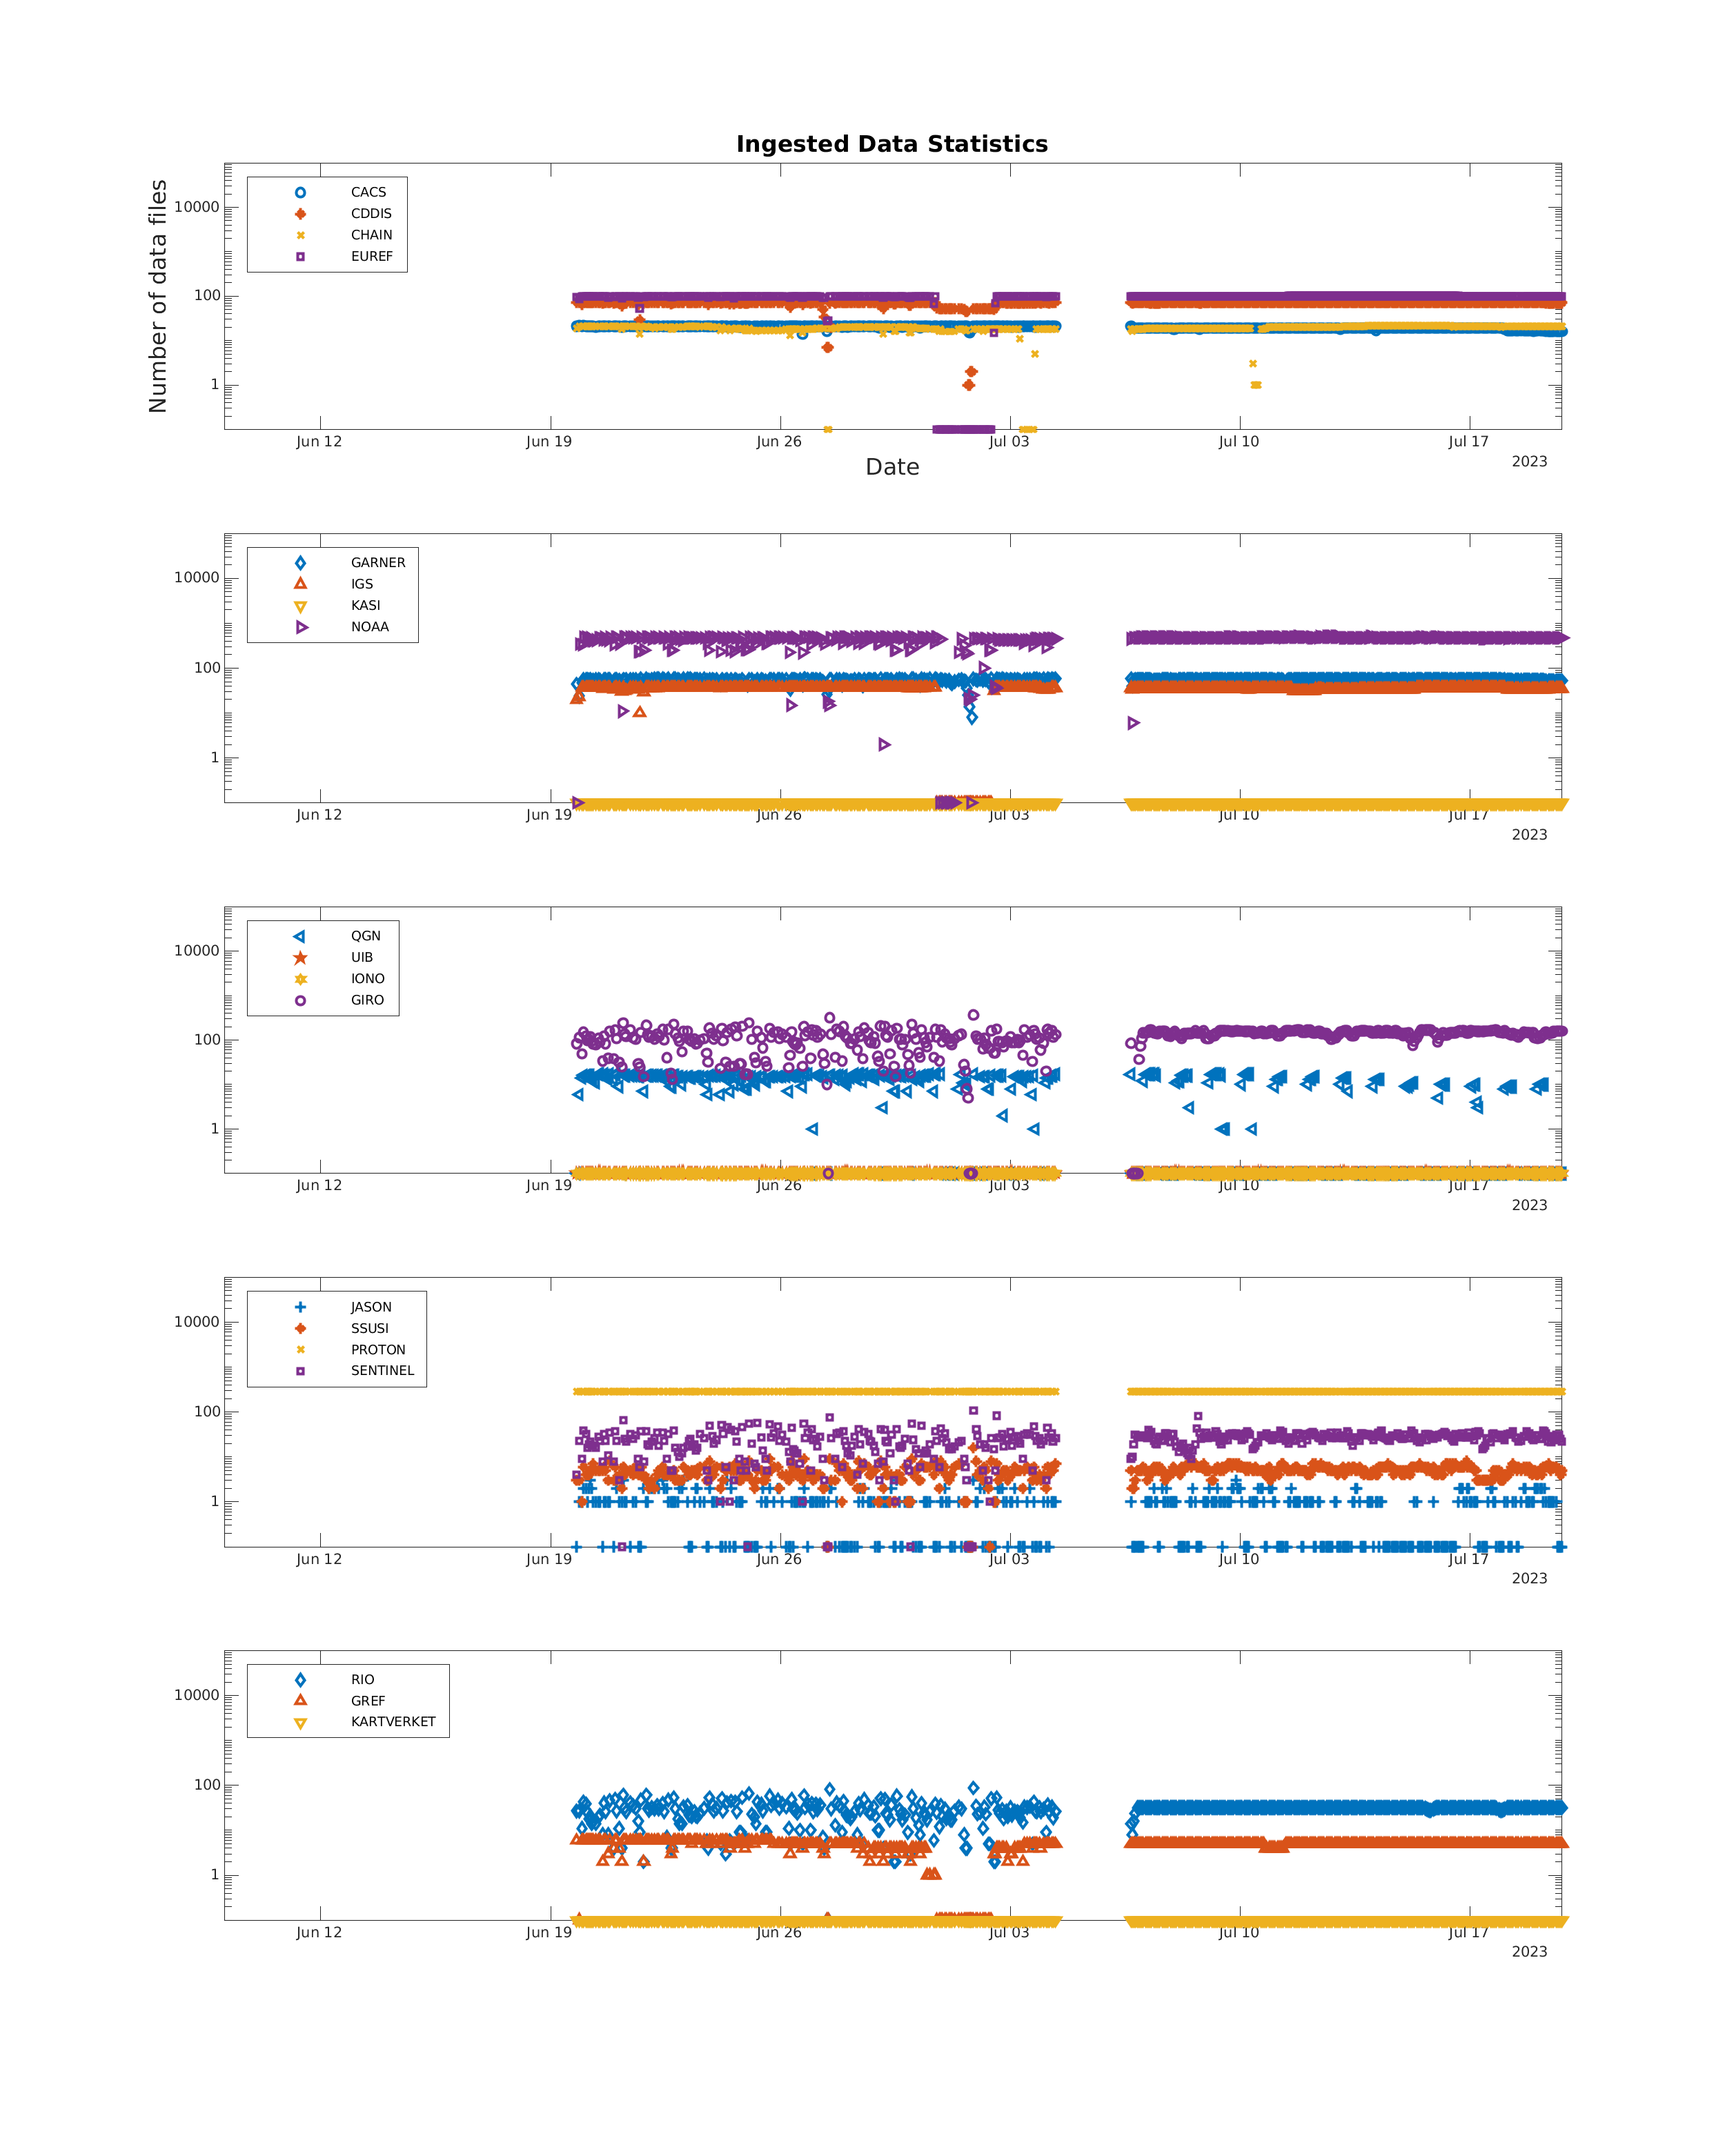 Ingested Data Statistics
Number of data files
CACS
CDDIS
CHAIN
EUREF
10000
100
1
Jun 12 Jun 19 Jun 26 Jul 03 Jul 10 Jul 17
2023
Date
GARNER
IGS
KASI
NOAA
10000
100
1
Jun 12 Jun 19 Jun 26 Jul 03 Jul 10 Jul 17
2023
QGN
UIB
IONO
GIRO
10000
100
1
Jun 12 Jun 19 Jun 26 Jul 03 Jul 10 Jul 17
2023
JASON
SSUSI
PROTON
SENTINEL
10000
100
1
Jun 12 Jun 19 Jun 26 Jul 03 Jul 10 Jul 17
2023
RIO
GREF
KARTVERKET
10000
100
1
Jun 12 Jun 19 Jun 26 Jul 03 Jul 10 Jul 17
2023